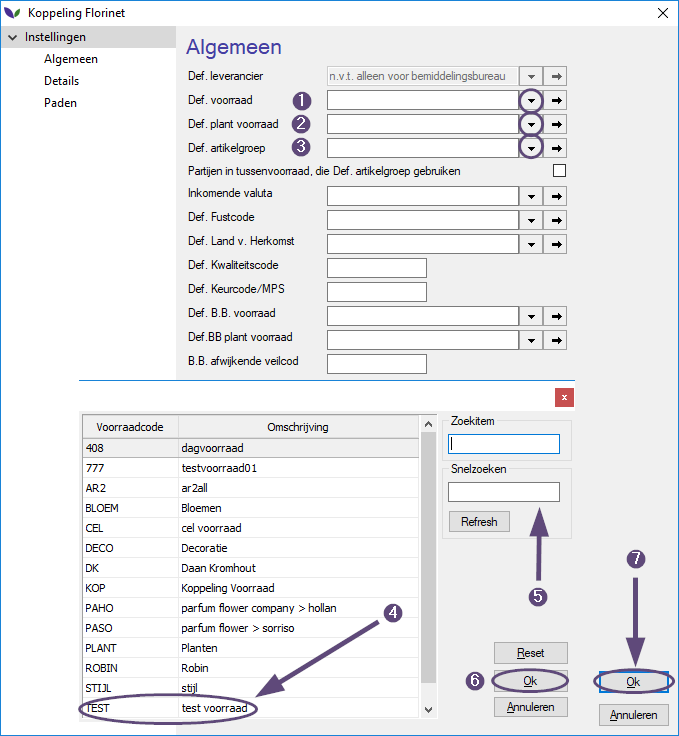 Koppeling Florinet
Instellingen
Algemeen
Details
Paden
Algemeen
Def. leverancier n.v.t. alleen voor bemiddelingsbureau
Def. voorraad 1
Def. plant voorraad 2
Def. artikelgroep 3
Partijen in tussenvoorraad, die Def. artikelgroep gebruiken
Inkomende valuta
Def. Fustcode
Def. Land v. Herkomst
Def. Kwaliteitscode
Def. Keurcode/MPS
Def. B.B. voorraad
Def.BB plant voorraad
B.B. afwijkende veilcod
x
Voorraadcode Omschrijving
408 dagvoorraad
777 testvoorraad01
AR2 ar2all
BLOEM Bloemen
CEL cel voorraad
DECO Decoratie
DK Daan Kromhout
KOP Koppeling Voorraad
PAHO parfum flower company > hollan
PASO parfum flower > sorriso
PLANT Planten
ROBIN Robin
STIJL stijl
TEST test voorraad
4
Zoekitem
Snelzoeken
Refresh
5
7
Reset
6 Ok
Annuleren
Ok
Annuleren